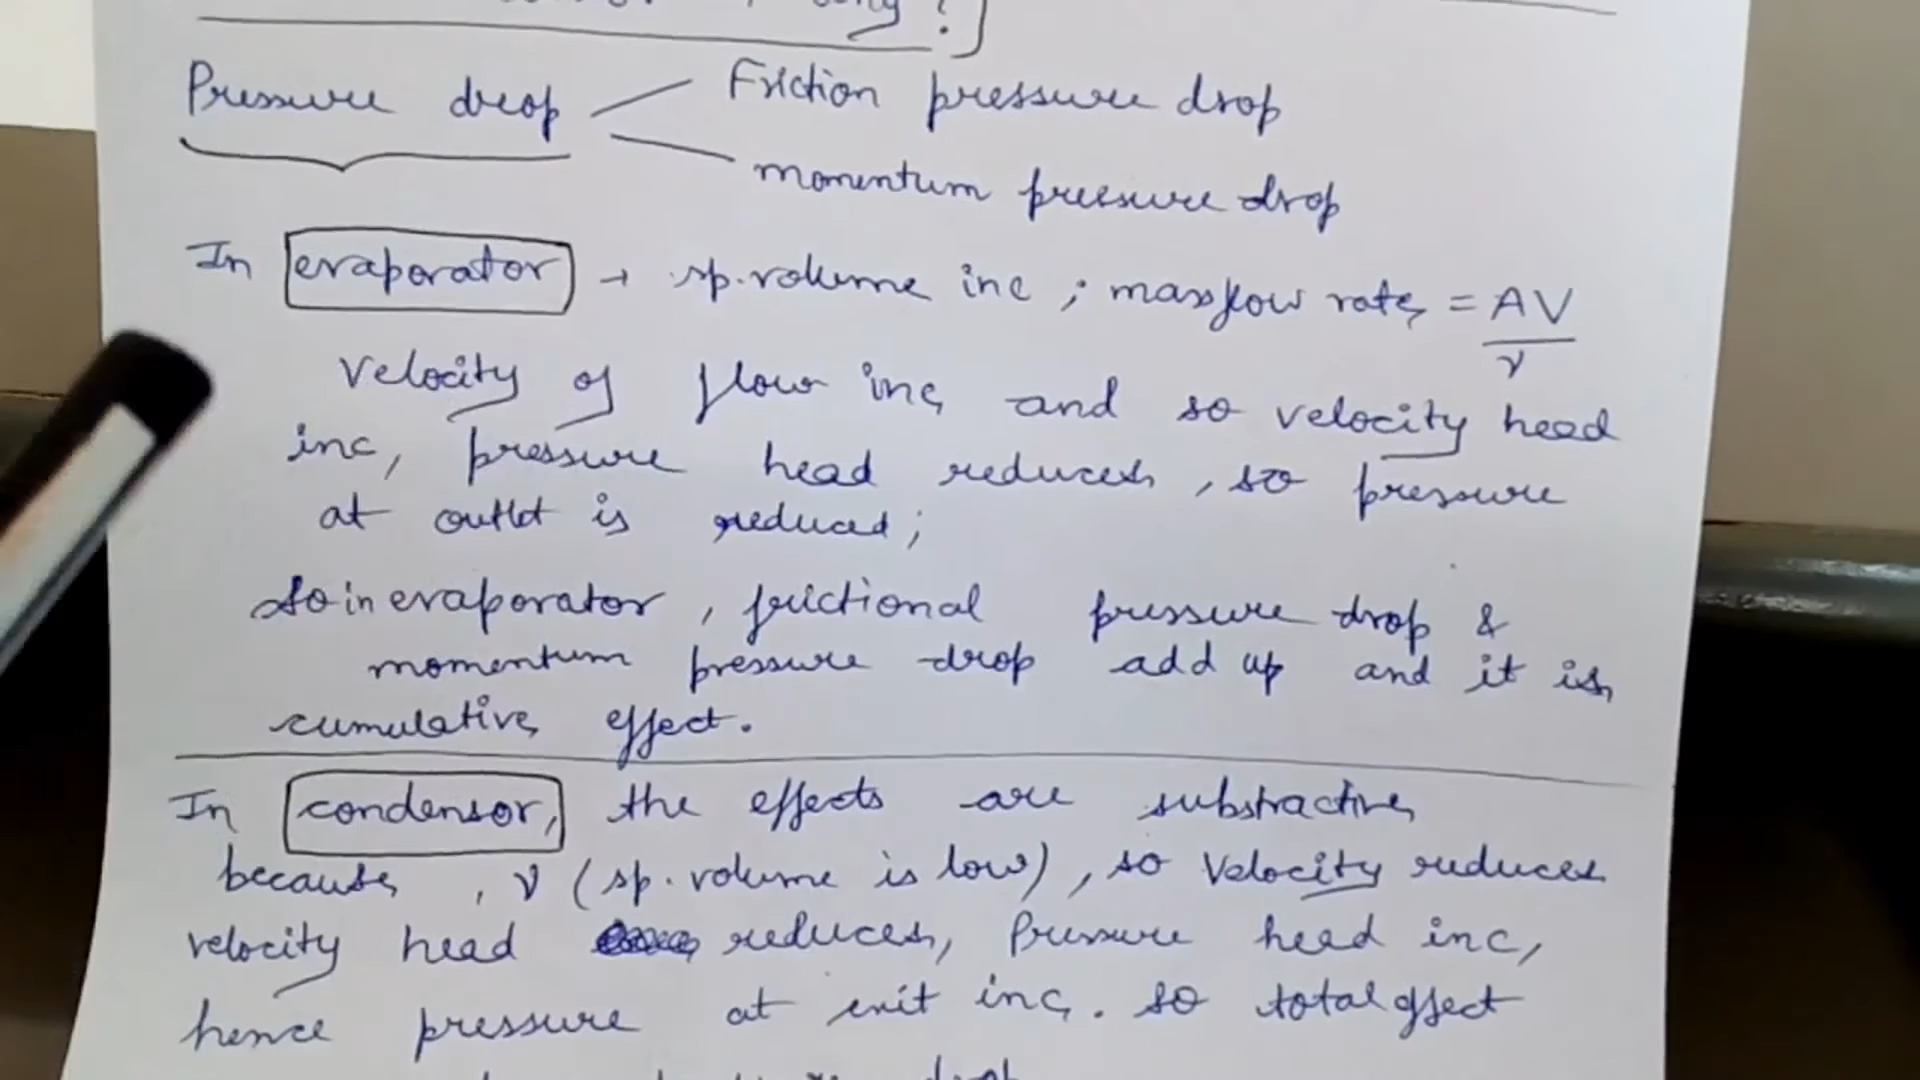 why?]
Pressure drop Friction pressure drop
momentum pressure drop
In evaporator → sp. volume inc ; mass flow rate = AV
ν
Velocity of flow inc and so velocity head
inc, pressure head reduces, so pressure
at outlet is reduced;
So in evaporator, frictional pressure drop &
momentum pressure drop add up and it is
cumulative effect.
In condensor, the effects are substractive
because, ν (sp. volume is low), so velocity reduces
velocity head reduces, Pressure head inc,
hence pressure at exit inc. so total effect